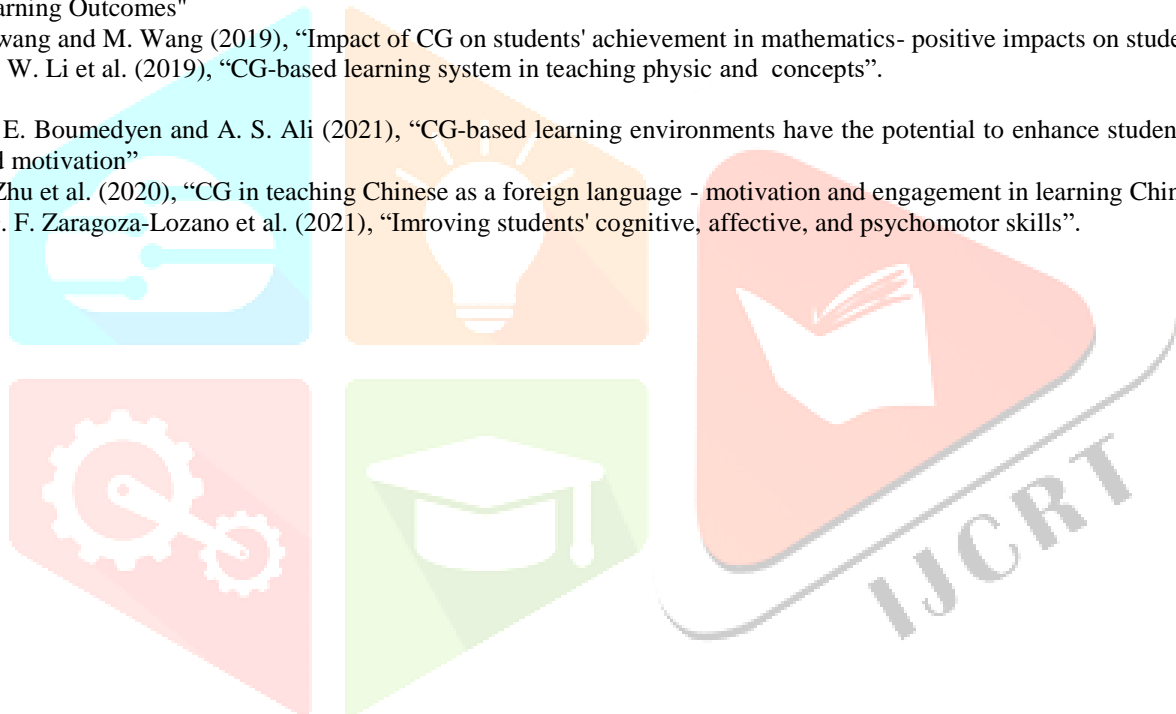 arning Outcomes"
wang and M. Wang (2019), “Impact of CG on students' achievement in mathematics- positive impacts on stude
W. Li et al. (2019), “CG-based learning system in teaching physic and concepts”.
E. Boumedyen and A. S. Ali (2021), “CG-based learning environments have the potential to enhance studen
motivation”
Zhu et al. (2020), “CG in teaching Chinese as a foreign language - motivation and engagement in learning Chin
. F. Zaragoza-Lozano et al. (2021), “Imroving students' cognitive, affective, and psychomotor skills”.
IJCRT